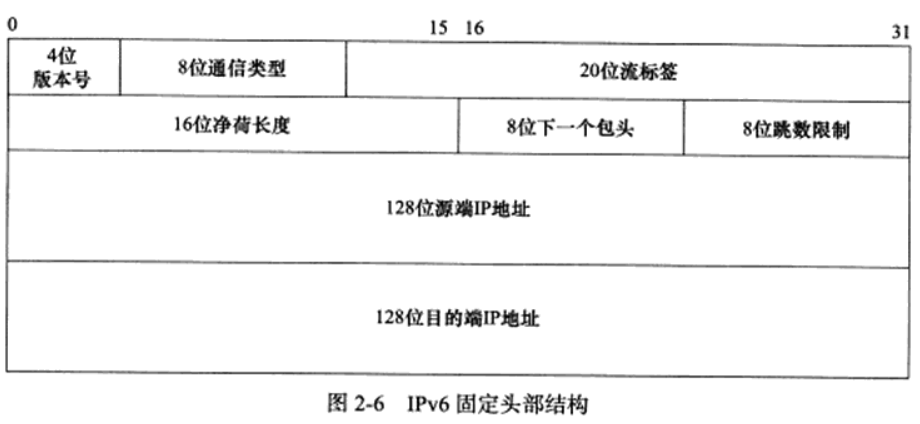 0 15 16 31
4位
版本号
8位通信类型
20位流标签
16位净荷长度
8位下一个包头
8位跳数限制
128位源端IP地址
128位目的端IP地址
图 2-6 IPv6 固定头部结构